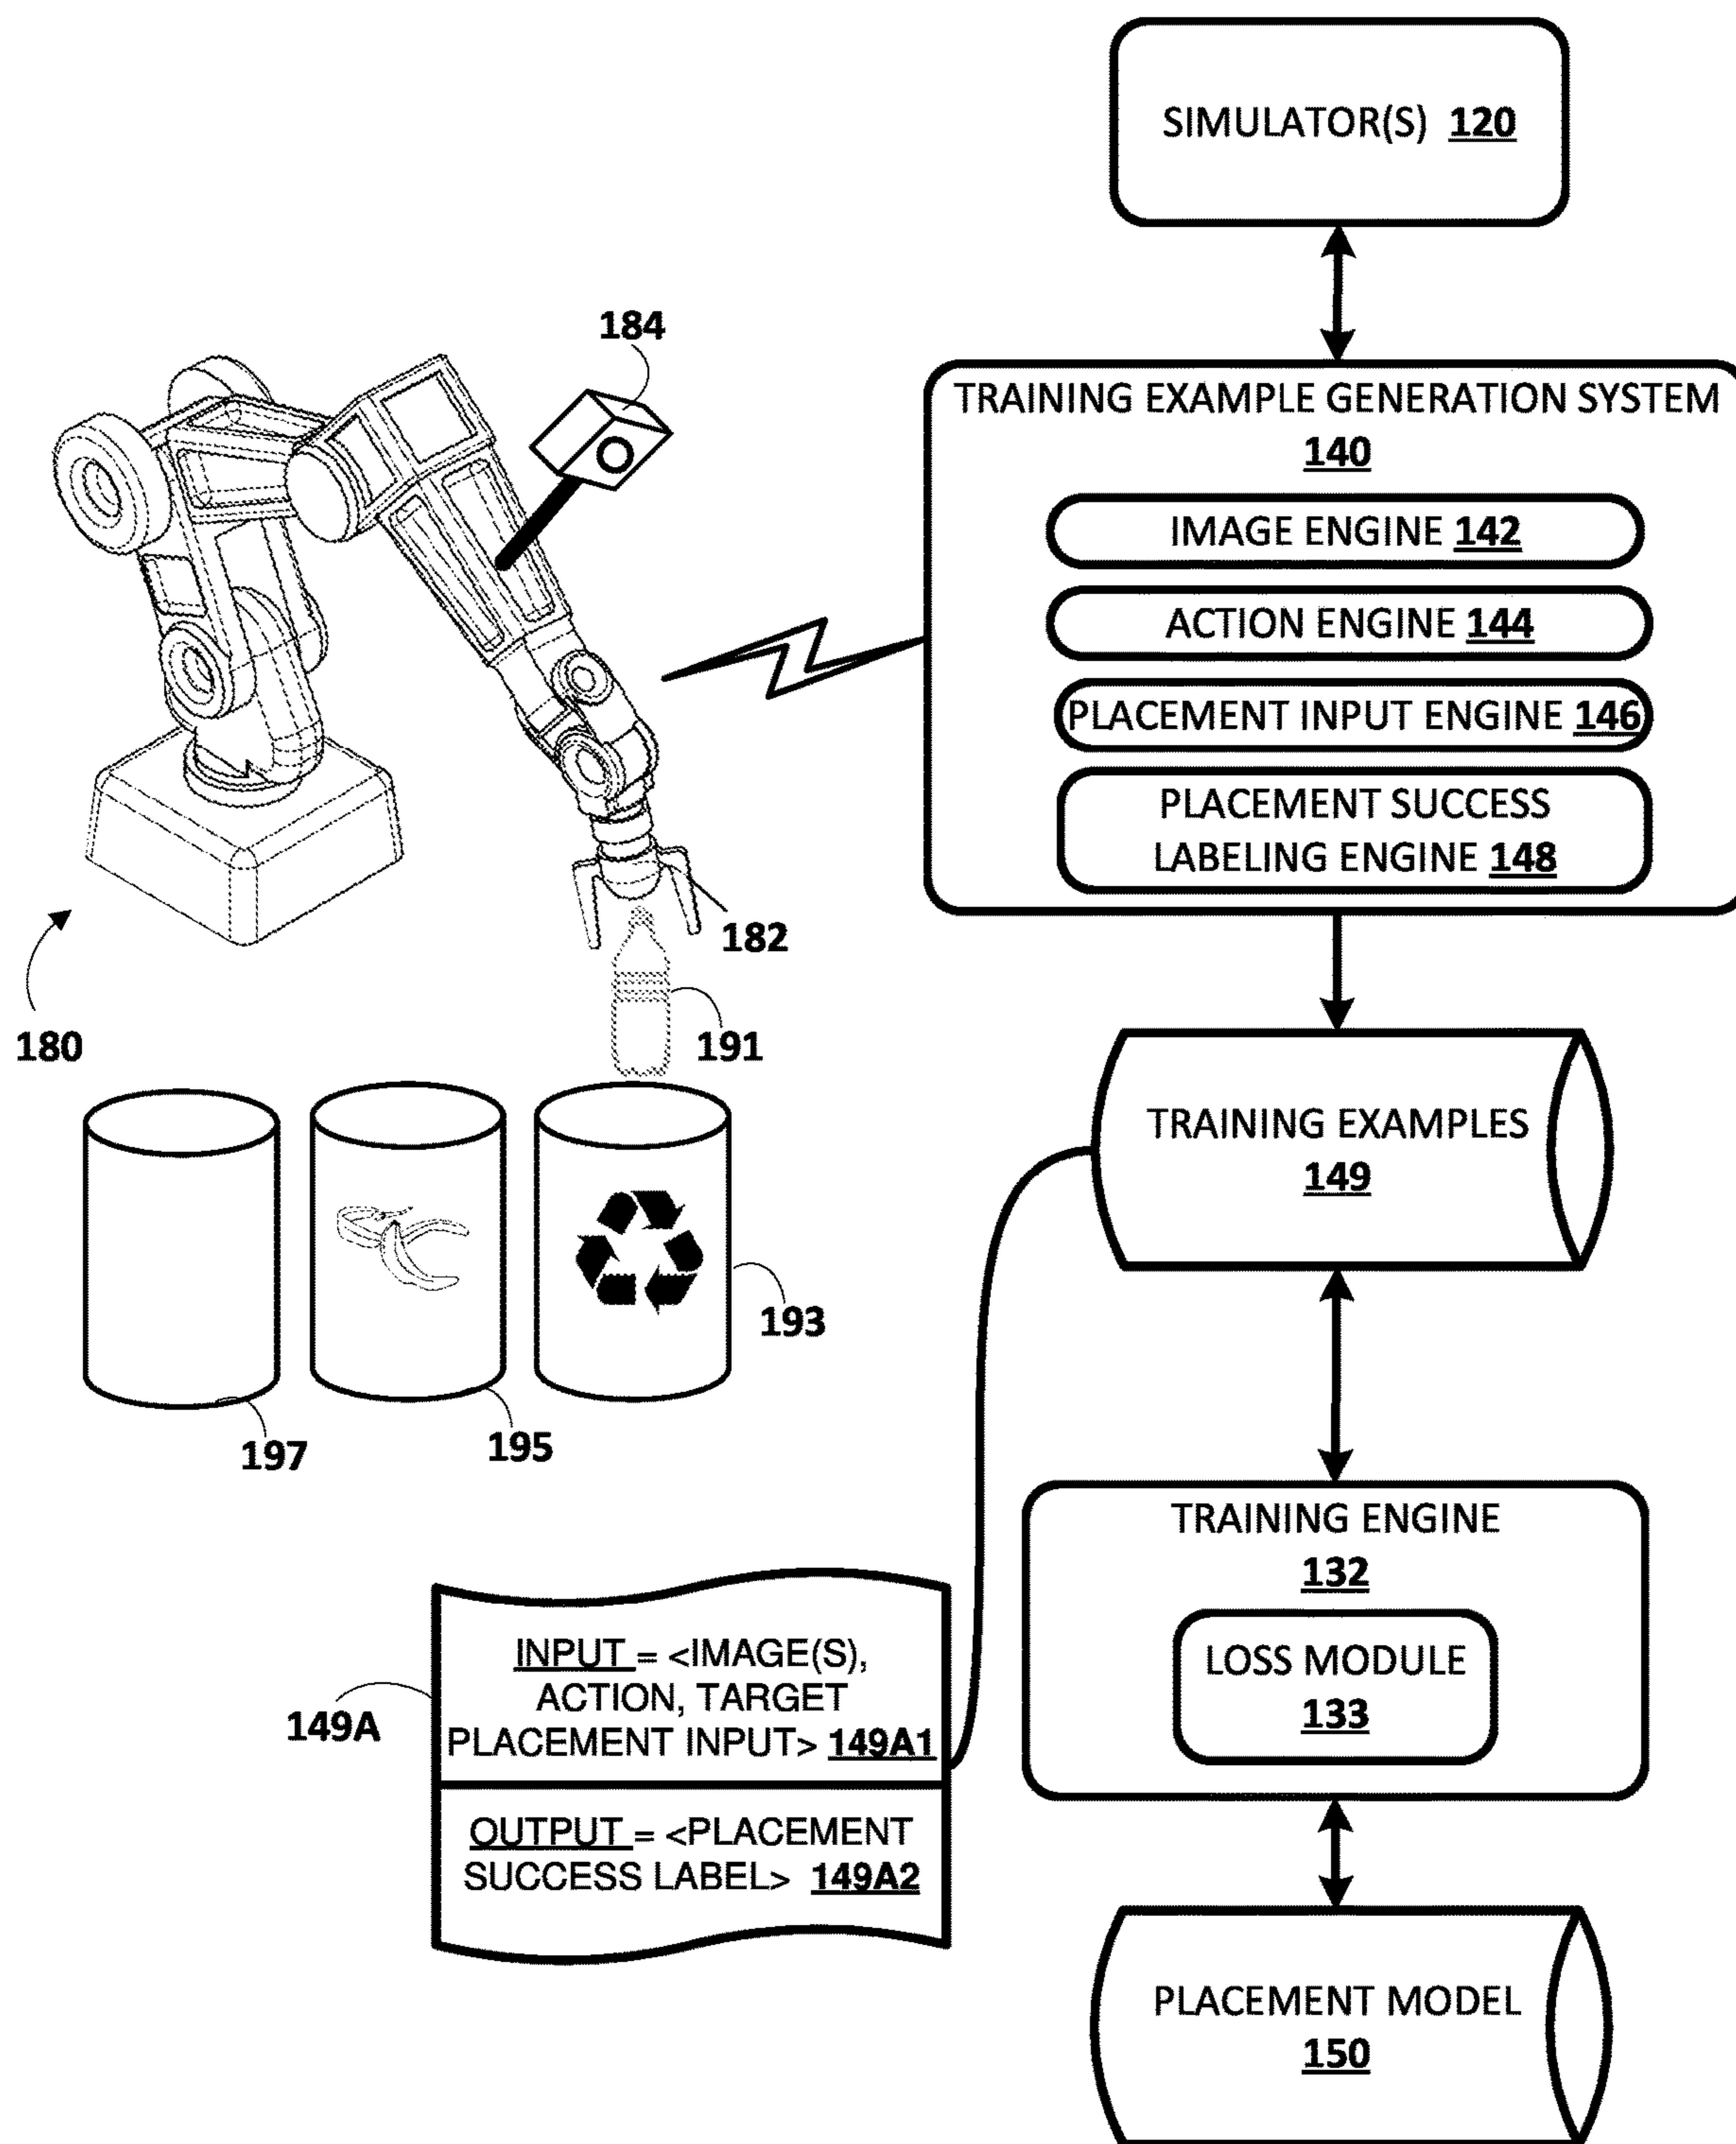 SIMULATOR(S) 120
184
TRAINING EXAMPLE GENERATION SYSTEM
140
IMAGE ENGINE 142
ACTION ENGINE 144
PLACEMENT INPUT ENGINE 146
PLACEMENT SUCCESS
LABELING ENGINE 148
182
191
180
TRAINING EXAMPLES
149
193
195
197
TRAINING ENGINE
132
LOSS MODULE
133
149A
INPUT = <IMAGE(S),
ACTION, TARGET
PLACEMENT INPUT> 149A1
OUTPUT = <PLACEMENT
SUCCESS LABEL> 149A2
PLACEMENT MODEL
150